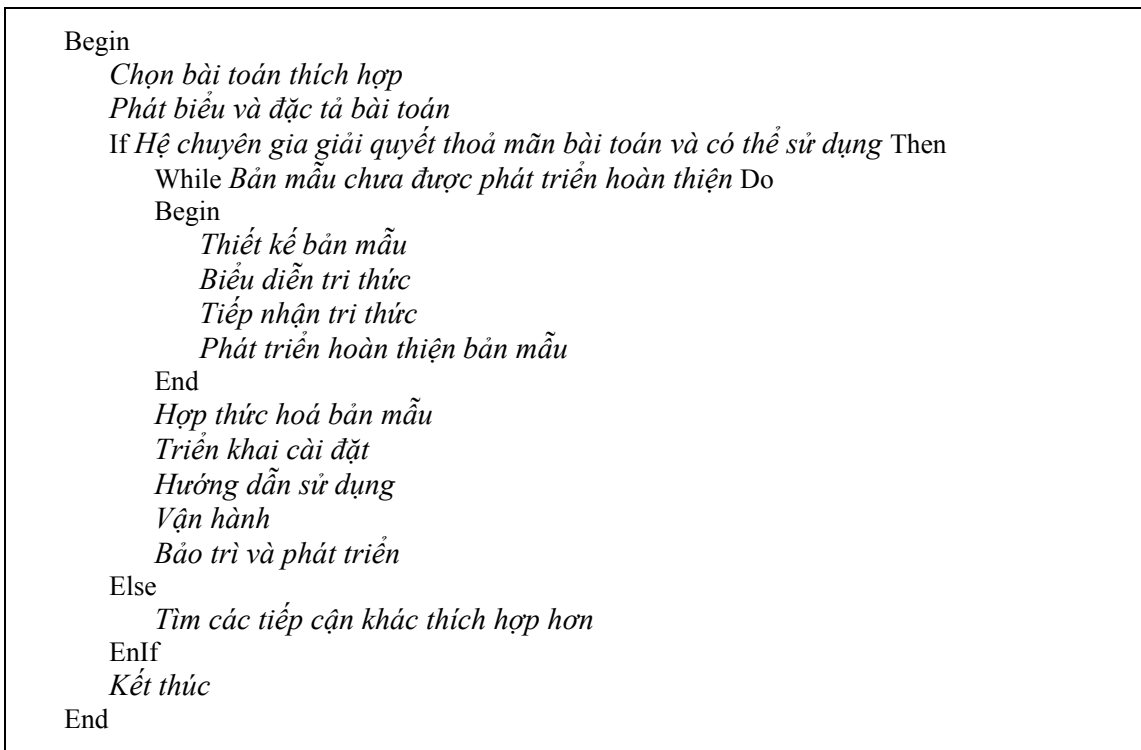 Begin
Chọn bài toán thích hợp
Phát biểu và đặc tả bài toán
If Hệ chuyên gia giải quyết thoả mãn bài toán và có thể sử dụng Then
While Bản mẫu chưa được phát triển hoàn thiện Do
Begin
Thiết kế bản mẫu
Biểu diễn tri thức
Tiếp nhận tri thức
Phát triển hoàn thiện bản mẫu
End
Hợp thức hoá bản mẫu
Triển khai cài đặt
Hướng dẫn sử dụng
Vận hành
Bảo trì và phát triển
Else
Tìm các tiếp cận khác thích hợp hơn
EnIf
Kết thúc
End